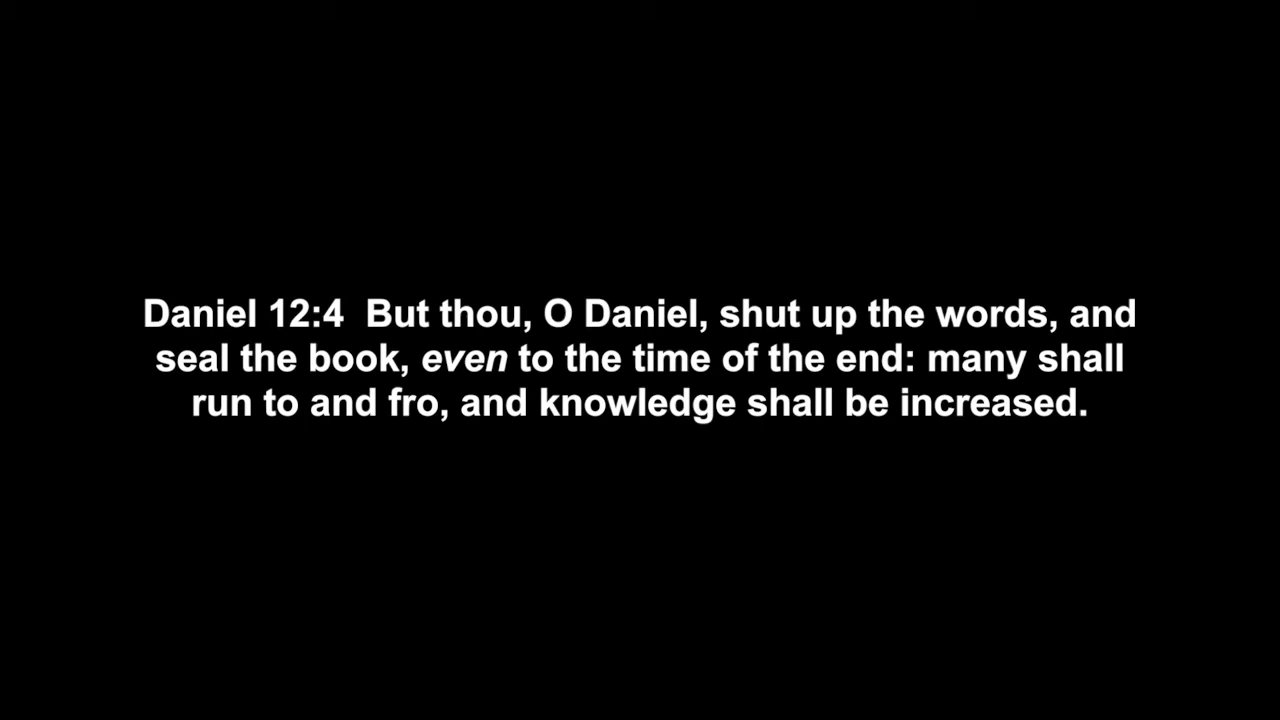 Daniel 12:4  But thou, O Daniel, shut up the words, and
seal the book, even to the time of the end: many shall
run to and fro, and knowledge shall be increased.